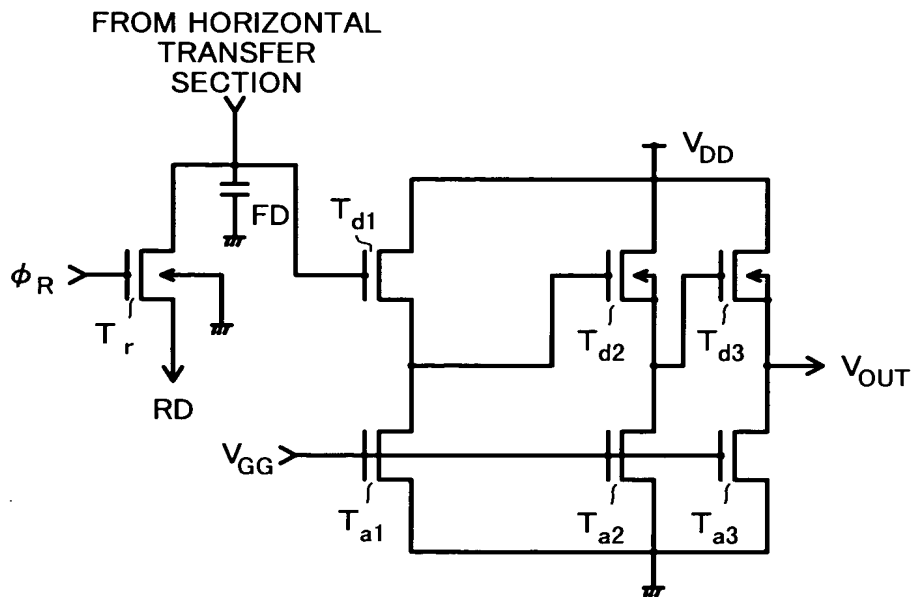 FROM HORIZONTAL
TRANSFER
SECTION
V_DD
FD
T_d1
ϕ_R
T_r
T_d2
T_d3
V_OUT
RD
V_GG
T_a1
T_a2
T_a3